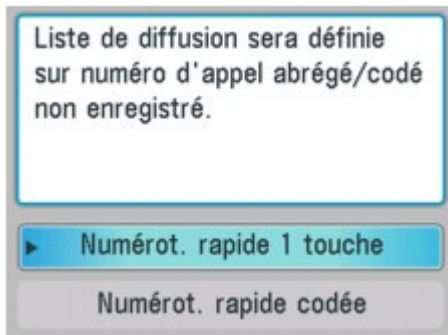 Liste de diffusion sera définie
sur numéro d'appel abrégé/codé
non enregistré.
Numérot. rapide 1 touche
Numérot. rapide codée